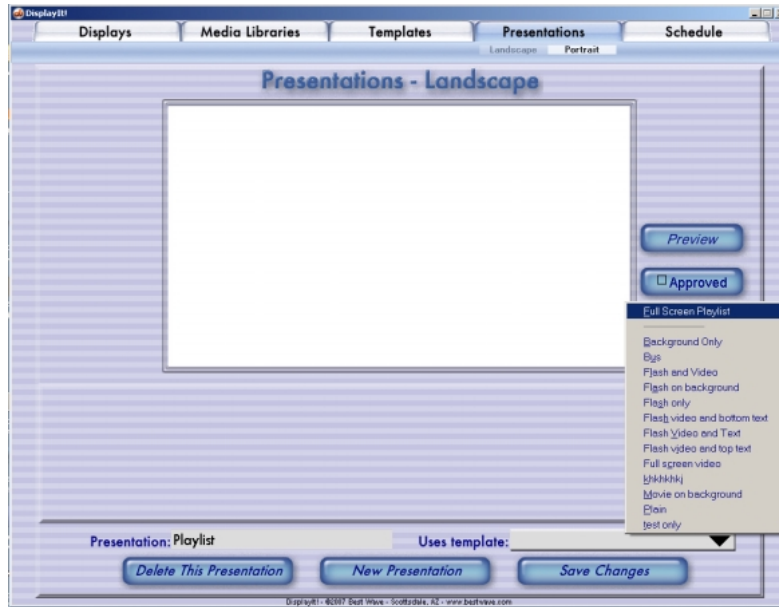 DisplayIt!
Displays Media Libraries Templates Presentations Schedule
Landscape Portrait
Presentations - Landscape
Preview
Approved
Full Screen Playlist
Background Only
Bus
Flash and Video
Flash on background
Flash only
Flash video and bottom text
Flash Video and Text
Flash video and top text
Full screen video
khkhkhkj
Movie on background
Plain
test only
Presentation: Playlist Uses template:
Delete This Presentation New Presentation Save Changes
DisplayIt! - ©2007 Best Wave - Scottsdale, AZ - www.bestwave.com